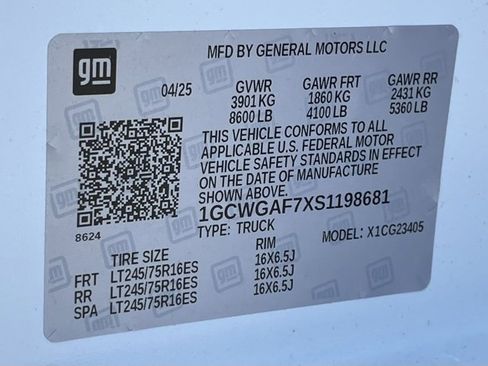 gm
MFD BY GENERAL MOTORS LLC
04/25 GVWR GAWR FRT GAWR RR
3901 KG 1860 KG 2431 KG
8600 LB 4100 LB 5360 LB
THIS VEHICLE CONFORMS TO ALL
APPLICABLE U.S. FEDERAL MOTOR
VEHICLE SAFETY STANDARDS IN EFFECT
ON THE DATE OF MANUFACTURE
SHOWN ABOVE.
1GCWGAF7XS1198681
8624
TYPE: TRUCK MODEL: X1CG23405
TIRE SIZE RIM
FRT LT245/75R16ES 16X6.5J
RR LT245/75R16ES 16X6.5J
SPA LT245/75R16ES 16X6.5J